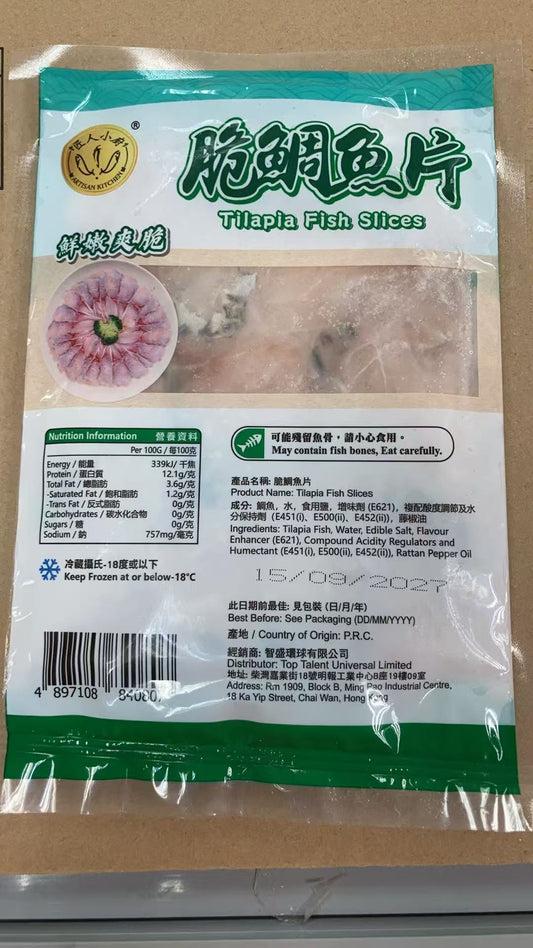 匠人小廚
®
ARTISAN KITCHEN
脆鯛魚片
Tilapia Fish Slices
鮮嫩爽脆
Nutrition Information 營養資料
Per 100G / 每100克
Energy / 能量 339kJ/ 千焦
Protein / 蛋白質 12.1g/克
Total Fat / 總脂肪 3.6g/克
-Saturated Fat / 飽和脂肪 1.2g/克
-Trans Fat / 反式脂肪 0g/克
Carbohydrates / 碳水化合物 0g/克
Sugars / 糖 0g/克
Sodium / 鈉 757mg/毫克
冷藏攝氏-18度或以下
Keep Frozen at or below-18°C
可能殘留魚骨，請小心食用。
May contain fish bones, Eat carefully.
產品名稱: 脆鯛魚片
Product Name: Tilapia Fish Slices
成分: 鯛魚，水，食用鹽，增味劑 (E621)，複配酸度調節及水
分保持劑（E451(i)、E500(ii)、E452(ii)），藤椒油
Ingredients: Tilapia Fish, Water, Edible Salt, Flavour
Enhancer (E621), Compound Acidity Regulators and
Humectant (E451(i), E500(ii), E452(ii)), Rattan Pepper Oil
15/09/2027
此日期前最佳: 見包裝 (日/月/年)
Best Before: See Packaging (DD/MM/YYYY)
產地 / Country of Origin: P.R.C.
經銷商: 智盛環球有限公司
Distributor: Top Talent Universal Limited
地址: 柴灣嘉業街18號明報工業中心B座19樓09室
Address: Rm 1909, Block B, Ming Pao Industrial Centre,
18 Ka Yip Street, Chai Wan, Hong Kong
4 897108 840807